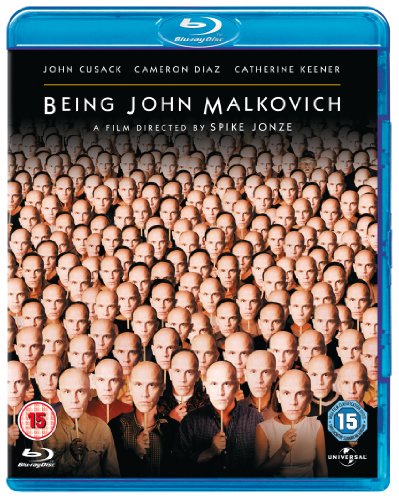 Blu-ray Disc
JOHN CUSACK CAMERON DIAZ CATHERINE KEENER
BEING JOHN MALKOVICH
A FILM DIRECTED BY SPIKE JONZE
15
Blu-ray Disc
15
UNIVERSAL